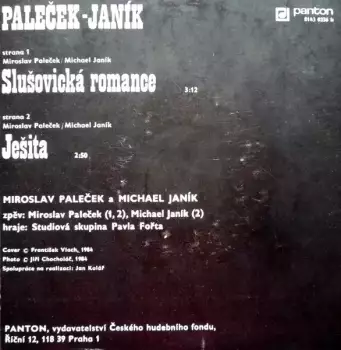 PALEČEK-JANÍK
panton
strana 1
Miroslav Paleček/Michael Janík
Slušovická romance
3:12
strana 2
Miroslav Paleček/Michael Janík
Ješita
2:50
MIROSLAV PALEČEK a MICHAEL JANÍK
zpěv: Miroslav Paleček (1, 2), Michael Janík (2)
hraje: Studiová skupina Pavla Fořta
Cover © František Vlach, 1984
Photo © Jiří Chocholáč, 1984
Spolupráce na realizaci: Jan Kolář
PANTON, vydavatelství Českého hudebního fondu,
Říční 12, 118 39 Praha 1